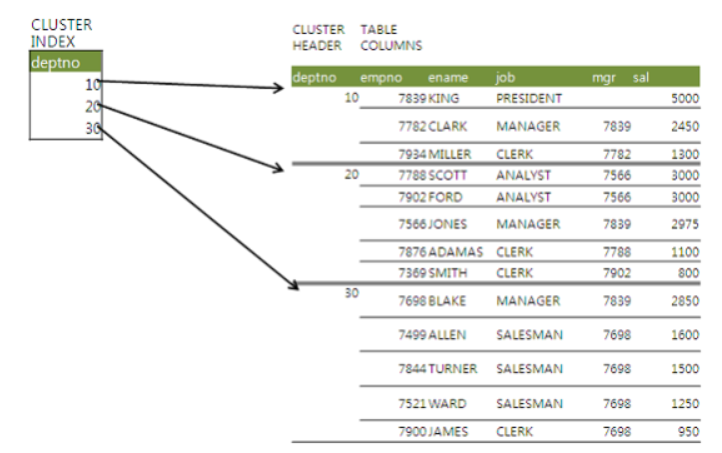 CLUSTER
INDEX
deptno
10
20
30
CLUSTER TABLE
HEADER COLUMNS
deptno empno ename job mgr sal
10 7839 KING PRESIDENT 5000
7782 CLARK MANAGER 7839 2450
7934 MILLER CLERK 7782 1300
20 7788 SCOTT ANALYST 7566 3000
7902 FORD ANALYST 7566 3000
7566 JONES MANAGER 7839 2975
7876 ADAMAS CLERK 7788 1100
7369 SMITH CLERK 7902 800
30 7698 BLAKE MANAGER 7839 2850
7499 ALLEN SALESMAN 7698 1600
7844 TURNER SALESMAN 7698 1500
7521 WARD SALESMAN 7698 1250
7900 JAMES CLERK 7698 950